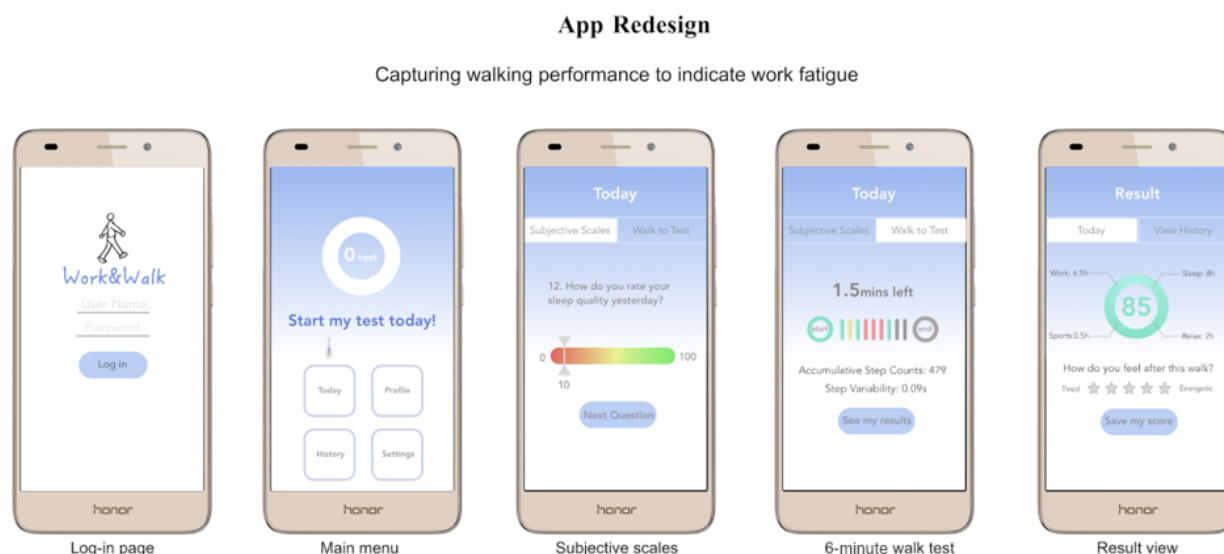 App Redesign
Capturing walking performance to indicate work fatigue
Work&Walk
User Name
Password
Log in
honor
Log-in page
0 test
Start my test today!
Today
Profile
History
Settings
honor
Main menu
Today
Subjective Scales
Walk to Test
12. How do you rate your
sleep quality yesterday?
0
100
10
Next Question
honor
Subjective scales
Today
Subjective Scales
Walk to Test
1.5mins left
start
end
Accumulative Step Counts: 479
Step Variability: 0.09s
See my results
honor
6-minute walk test
Result
Today
View History
Work: 6.5h
Sleep: 8h
85
Sports:0.5h
Relax: 2h
How do you feel after this walk?
Tired
Energetic
Save my score
honor
Result view